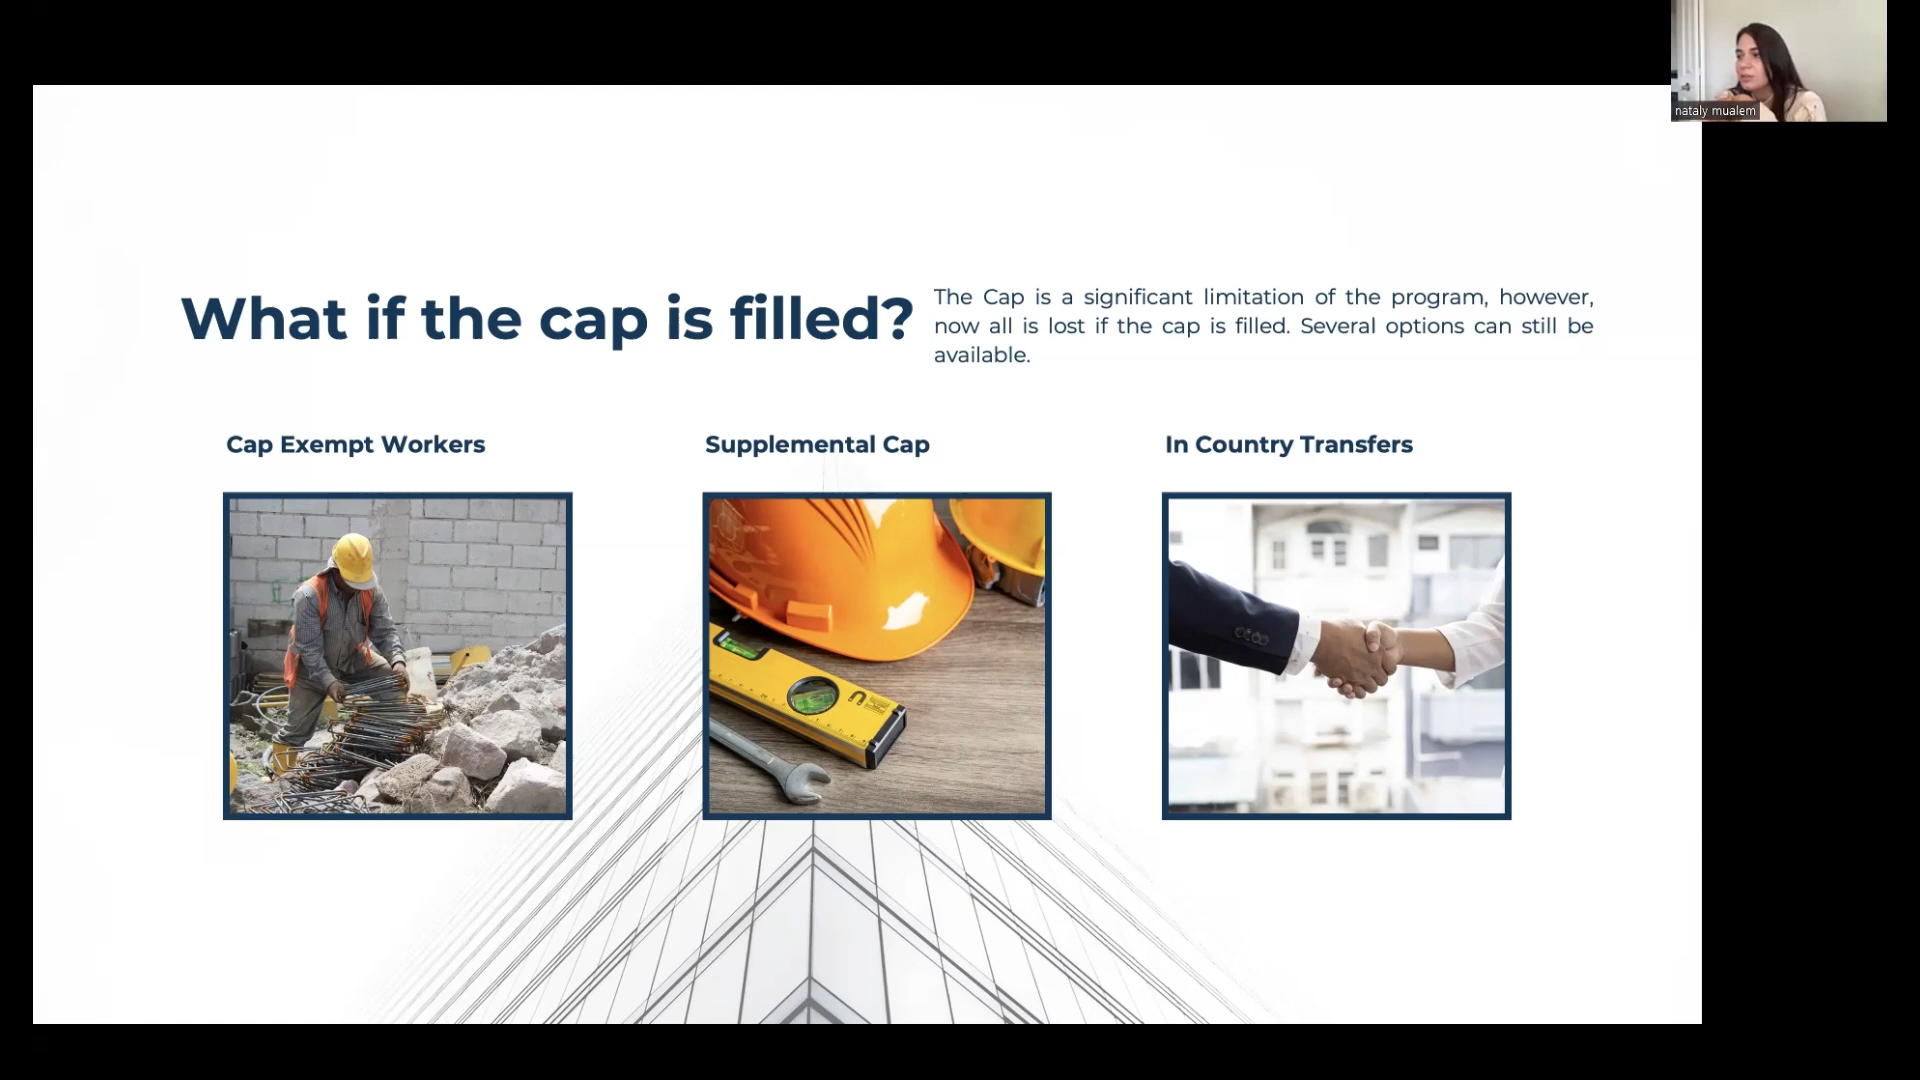 nataly mualem
What if the cap is filled?
The Cap is a significant limitation of the program, however,
now all is lost if the cap is filled. Several options can still be
available.
Cap Exempt Workers
Supplemental Cap
In Country Transfers